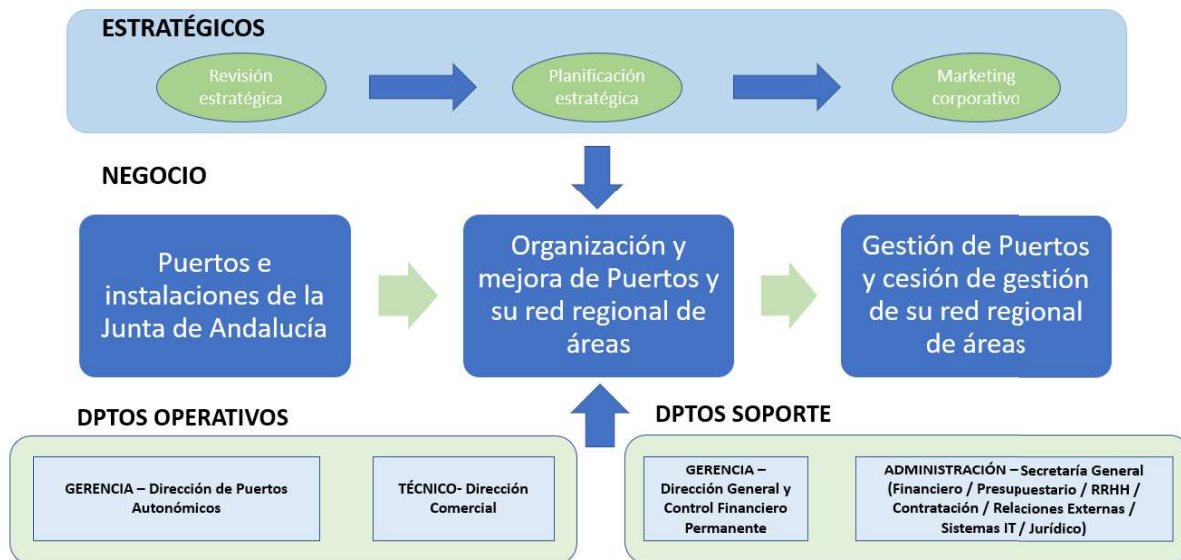 ESTRATÉGICOS
Revisión
estratégica
Planificación
estratégica
Marketing
corporativo
NEGOCIO
Puertos e
instalaciones de la
Junta de Andalucía
Organización y
mejora de Puertos y
su red regional de
áreas
Gestión de Puertos
y cesión de gestión
de su red regional
de áreas
DPTOS OPERATIVOS
GERENCIA – Dirección de Puertos
Autonómicos
TÉCNICO- Dirección
Comercial
DPTOS SOPORTE
GERENCIA –
Dirección General y
Control Financiero
Permanente
ADMINISTRACIÓN – Secretaría General
(Financiero / Presupuestario / RRHH /
Contratación / Relaciones Externas /
Sistemas IT / Jurídico)